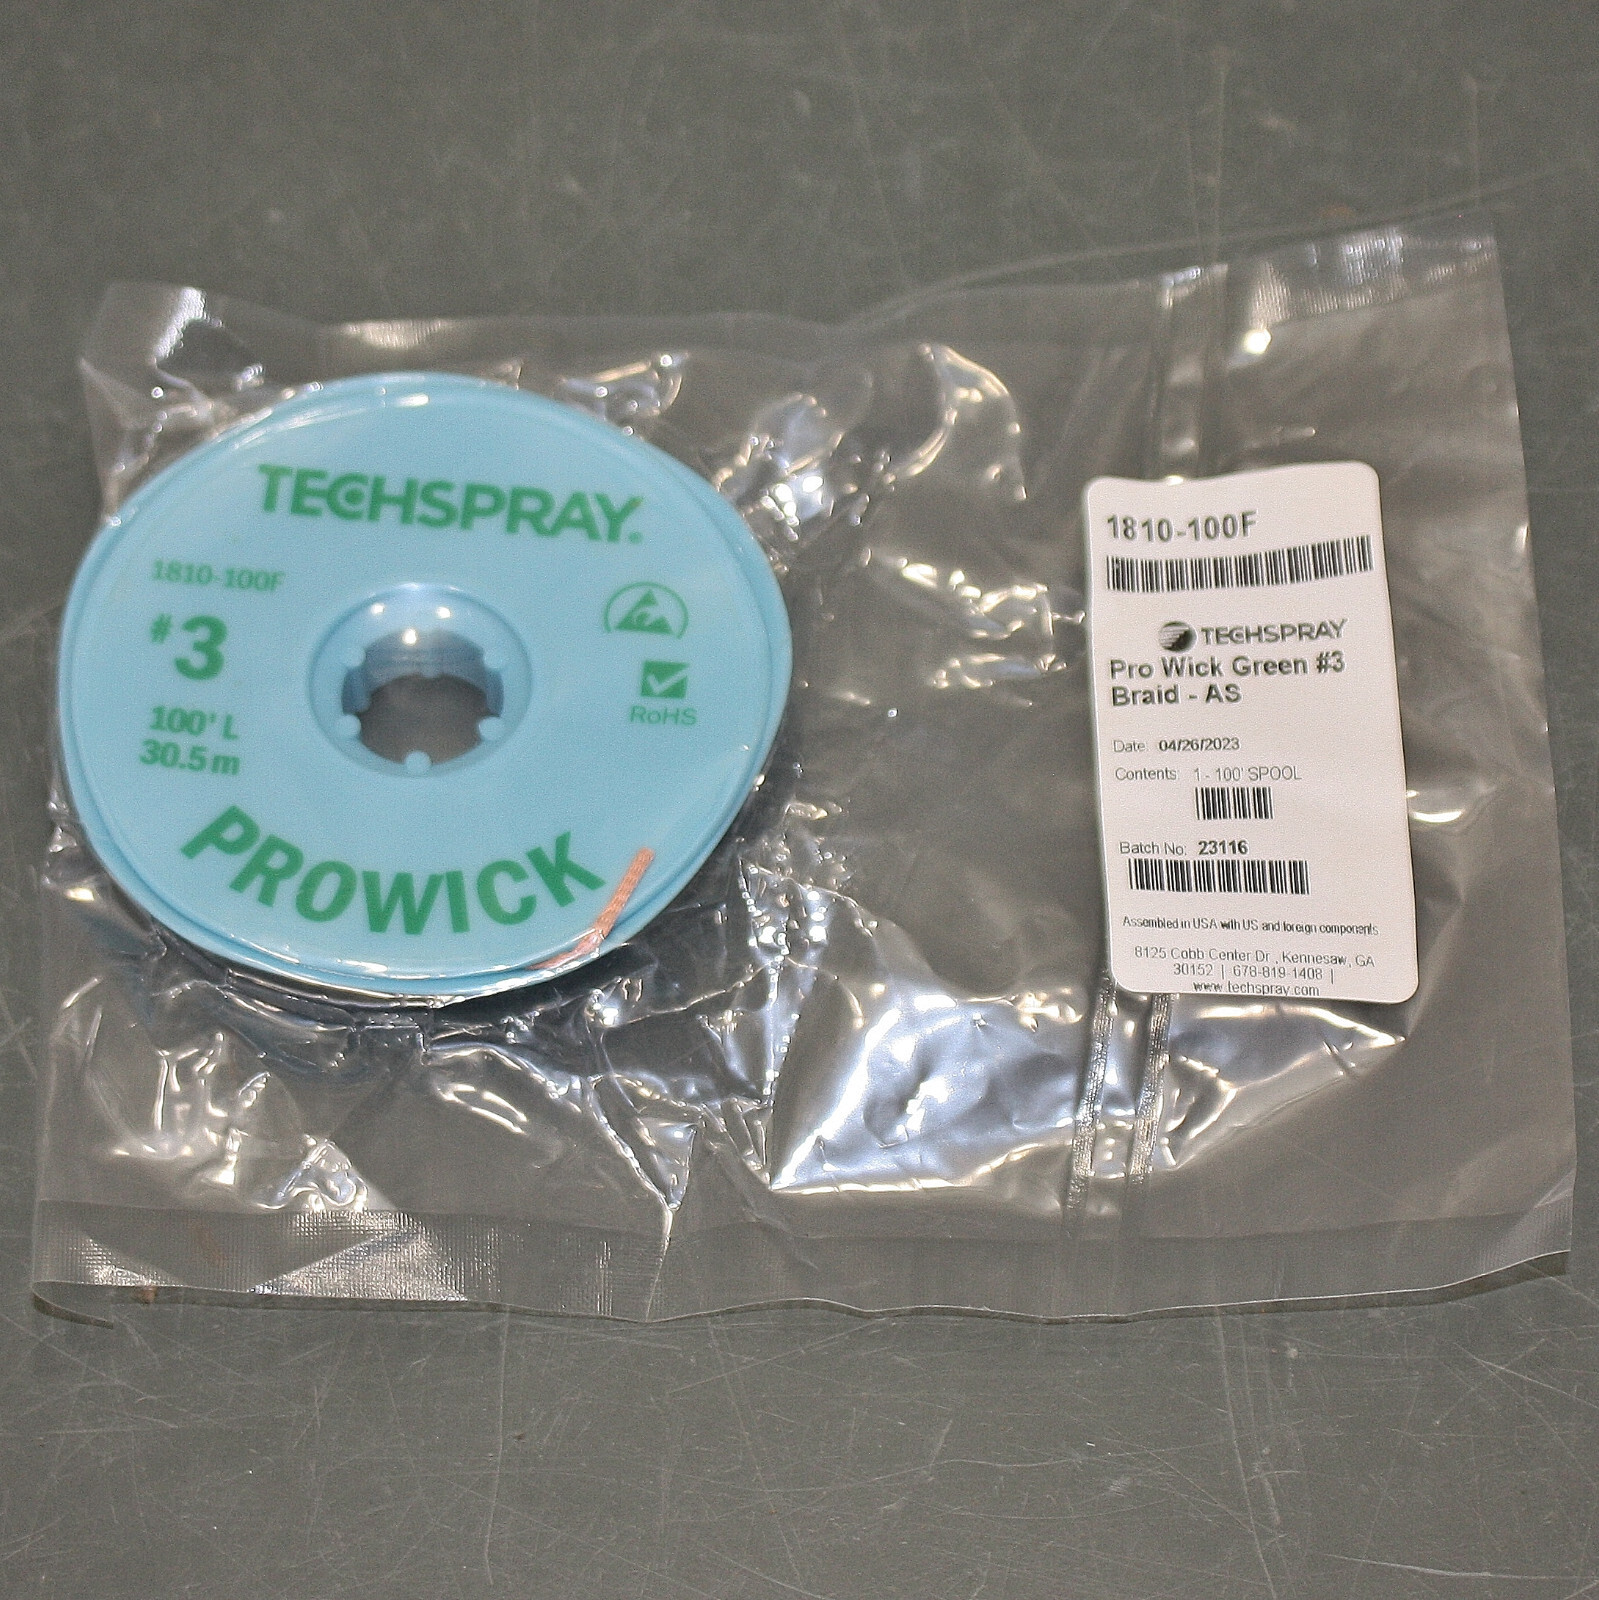 TECHSPRAY®
1810-100F
#3
100' L
30.5 m
RoHS
PROWICK
1810-100F
TECHSPRAY
Pro Wick Green #3
Braid - AS
Date: 04/26/2023
Contents: 1 - 100' SPOOL
Batch No: 23116
Assembled in USA with US and foreign components
8125 Cobb Center Dr., Kennesaw, GA
30152 | 678-819-1408 |
www.techspray.com